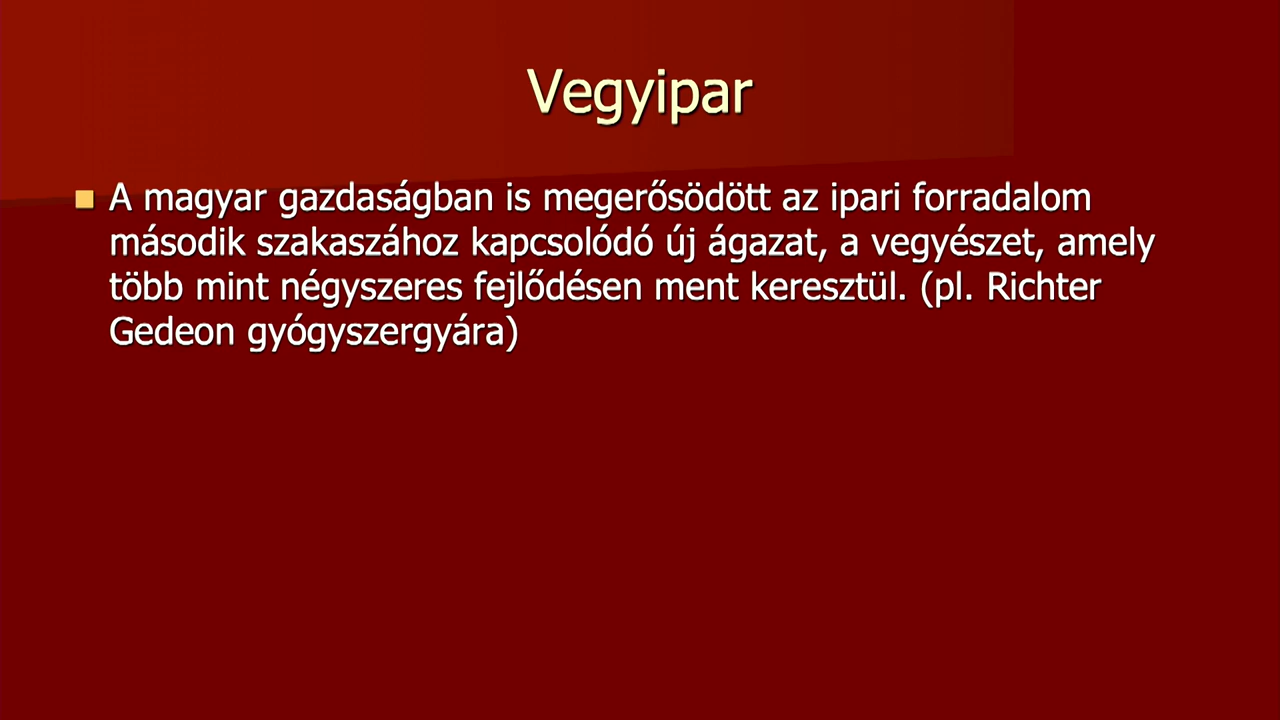 Vegyipar
A magyar gazdaságban is megerősödött az ipari forradalom
második szakaszához kapcsolódó új ágazat, a vegyészet, amely
több mint négyszeres fejlődésen ment keresztül. (pl. Richter
Gedeon gyógyszergyára)